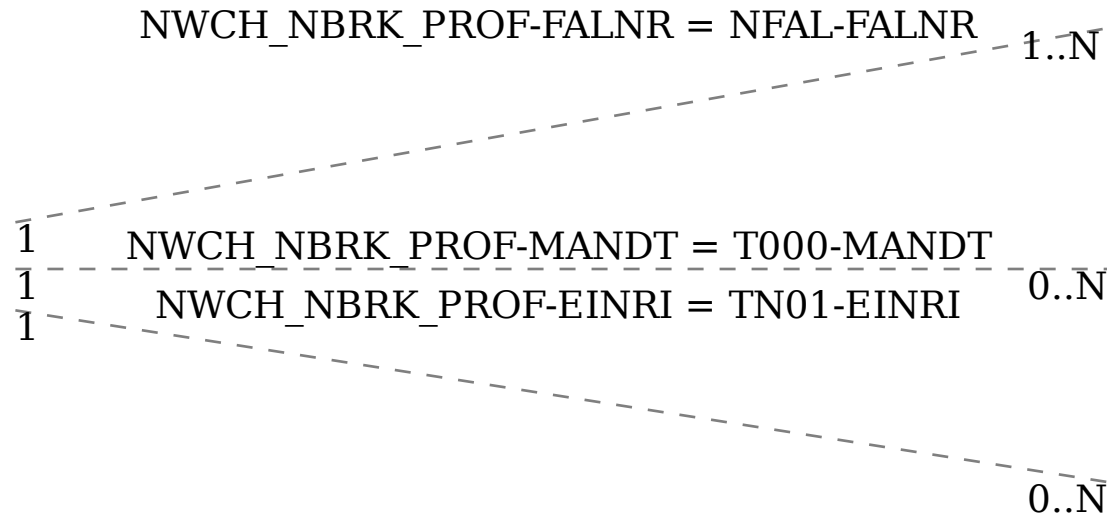 NWCH_NBRK_PROF-FALNR = NFAL-FALNR
1..N
1
NWCH_NBRK_PROF-MANDT = T000-MANDT
1
0..N
NWCH_NBRK_PROF-EINRI = TN01-EINRI
1
0..N